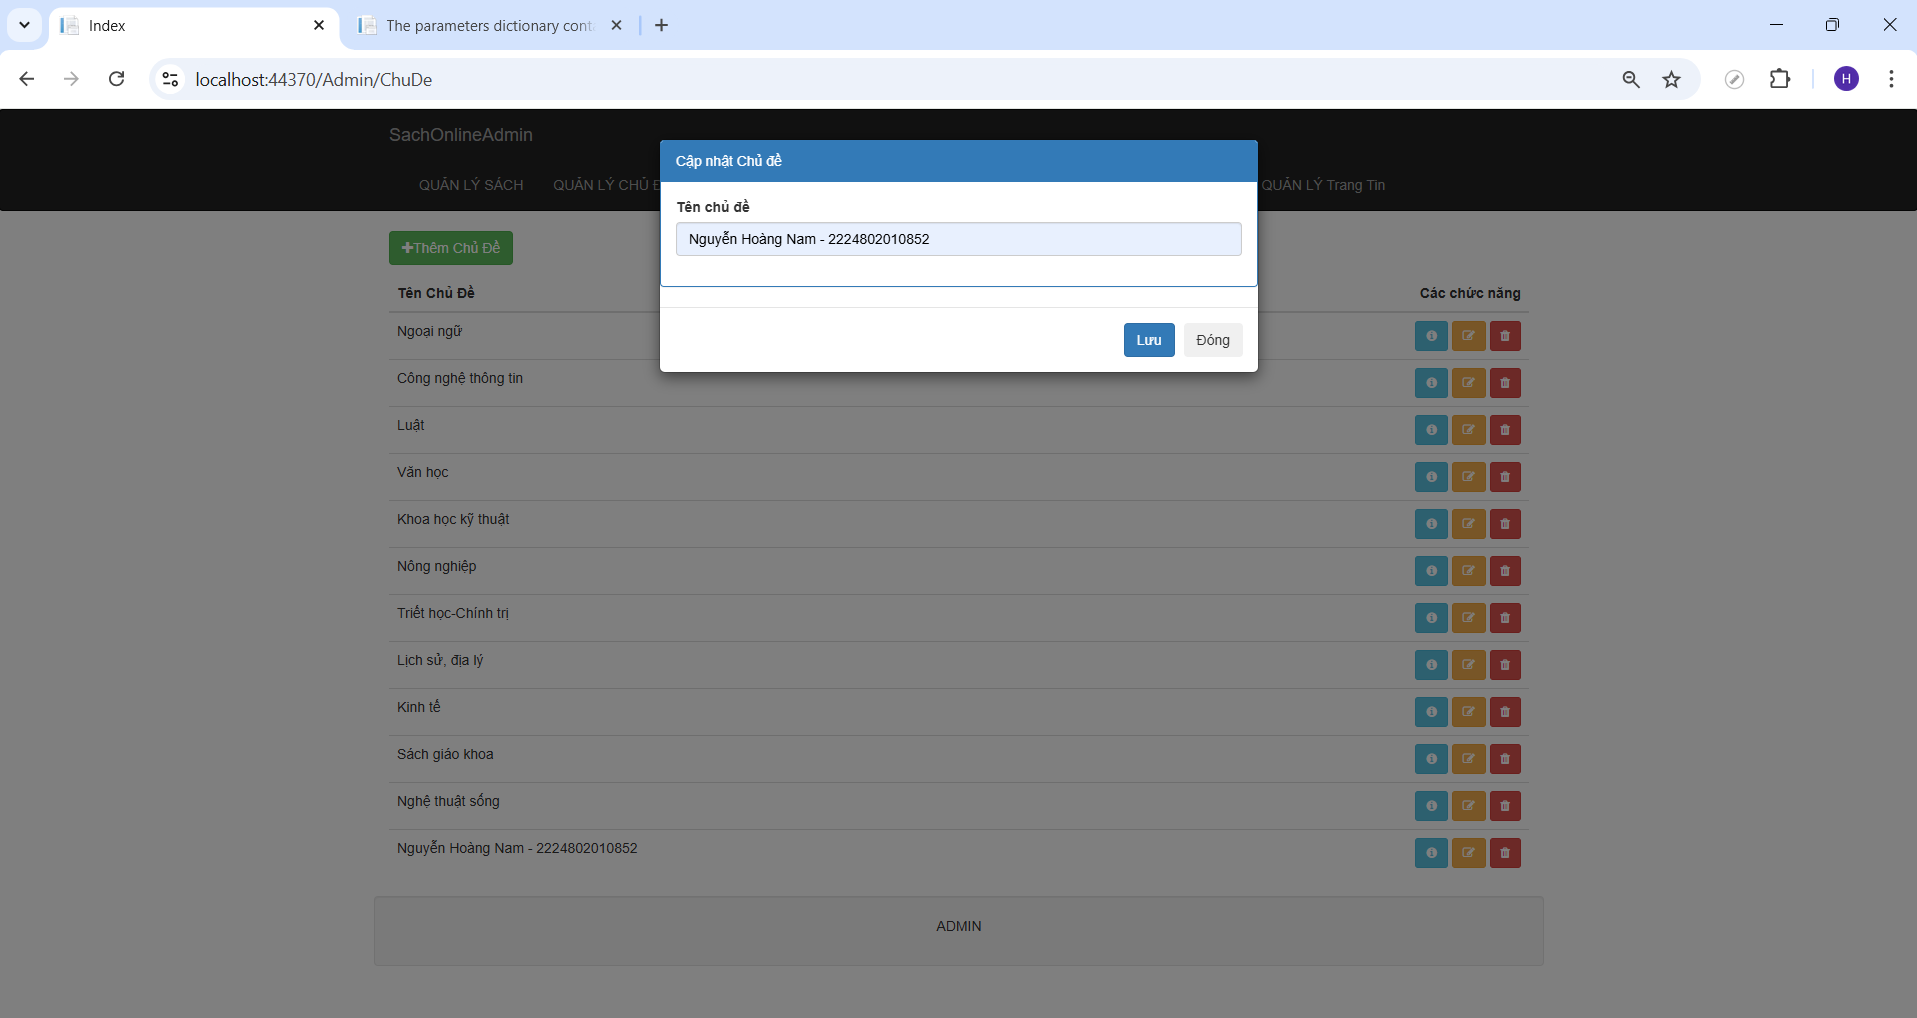 Index
The parameters dictionary cont
localhost:44370/Admin/ChuDe
H
SachOnlineAdmin
QUẢN LÝ SÁCH QUẢN LÝ CHỦ QUẢN LÝ Trang Tin
Cập nhật Chủ đề
Tên chủ đề
Nguyễn Hoàng Nam - 2224802010852
Lưu Đóng
Thêm Chủ Đề
Tên Chủ Đề Các chức năng
Ngoại ngữ
Công nghệ thông tin
Luật
Văn học
Khoa học kỹ thuật
Nông nghiệp
Triết học-Chính trị
Lịch sử, địa lý
Kinh tế
Sách giáo khoa
Nghệ thuật sống
Nguyễn Hoàng Nam - 2224802010852
ADMIN